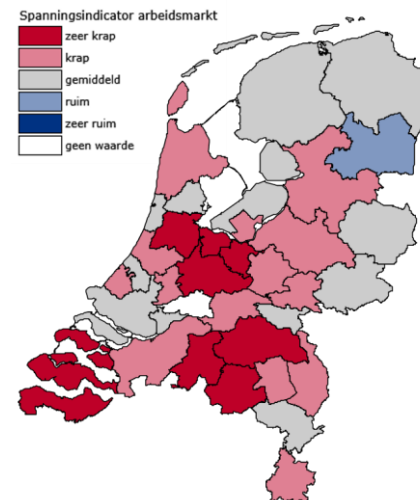 Spanningsindicator arbeidsmarkt
zeer krap
krap
gemiddeld
ruim
zeer ruim
geen waarde